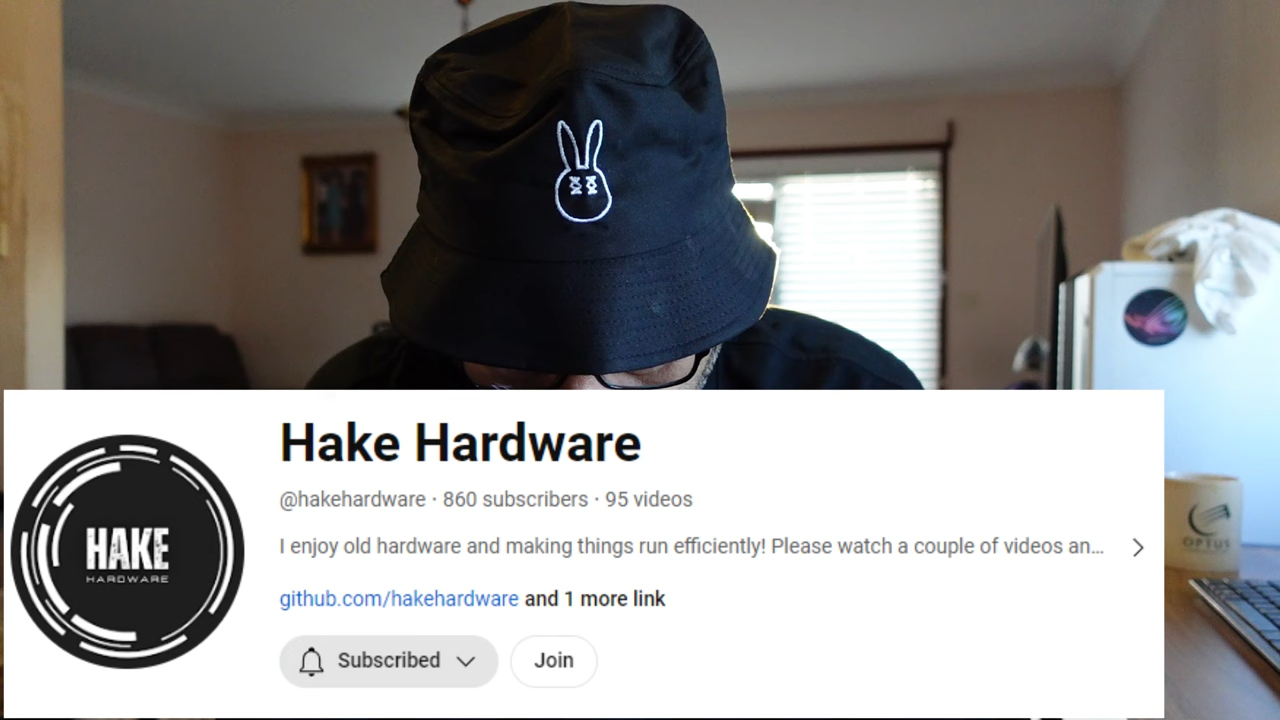 Hake Hardware
@hakehardware · 860 subscribers · 95 videos
I enjoy old hardware and making things run efficiently! Please watch a couple of videos an...
github.com/hakehardware and 1 more link
Subscribed
Join
HAKE
HARDWARE
OPTUS